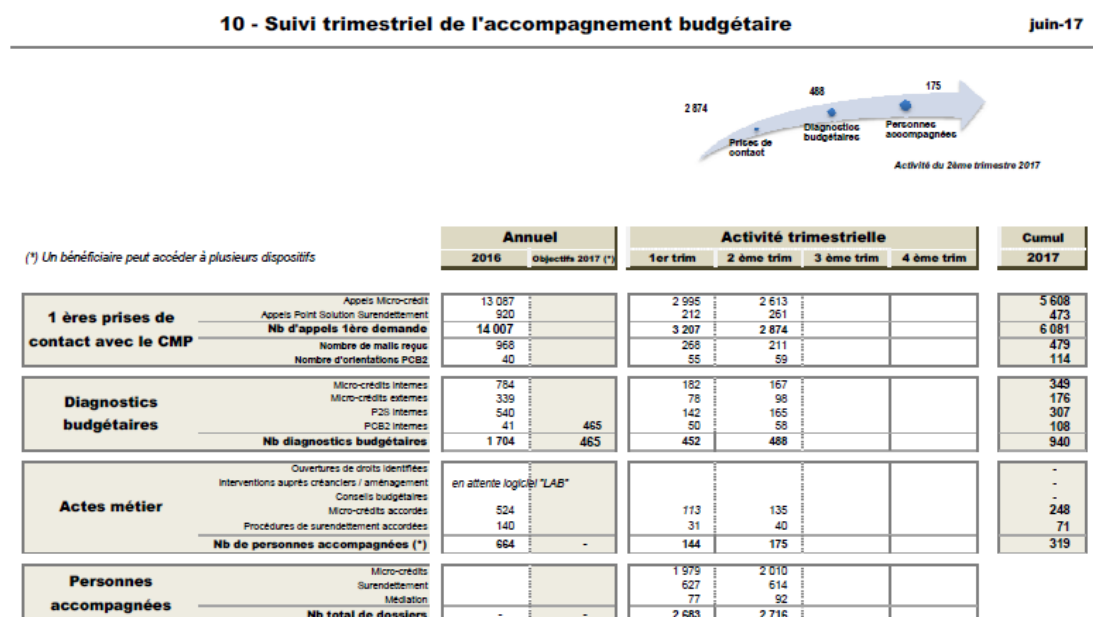 10 - Suivi trimestriel de l'accompagnement budgétaire juin-17
2 874 488 175
Prises de contact
Diagnostics budgétaires
Personnes accompagnées
Activité du 2ème trimestre 2017
Annuel Activité trimestrielle Cumul
(*) Un bénéficiaire peut accéder à plusieurs dispositifs 2016 Objectifs 2017 (*) 1er trim 2 ème trim 3 ème trim 4 ème trim 2017
1 ères prises de contact avec le CMP
Appels Micro-crédit 13 087 2 995 2 613 5 608
Appels Point Solution Surendettement 920 212 261 473
Nb d'appels 1ère demande 14 007 3 207 2 874 6 081
Nombre de mails reçus 968 268 211 479
Nombre d'orientations PCB2 40 55 59 114
Diagnostics budgétaires
Micro-crédits internes 784 182 167 349
Micro-crédits externes 339 78 98 176
P2S internes 540 142 165 307
PCB2 internes 41 465 50 58 108
Nb diagnostics budgétaires 1 704 465 452 488 940
Actes métier
Ouvertures de droits identifiées -
Interventions auprès créanciers / aménagement en attente logiciel "LAB" -
Conseils budgétaires -
Micro-crédits accordés 524 113 135 248
Procédures de surendettement accordées 140 31 40 71
Nb de personnes accompagnées (*) 664 - 144 175 319
Personnes accompagnées
Micro-crédits 1 979 2 010
Surendettement 627 614
Médiation 77 92
Nb total de dossiers - - 2 683 2 716